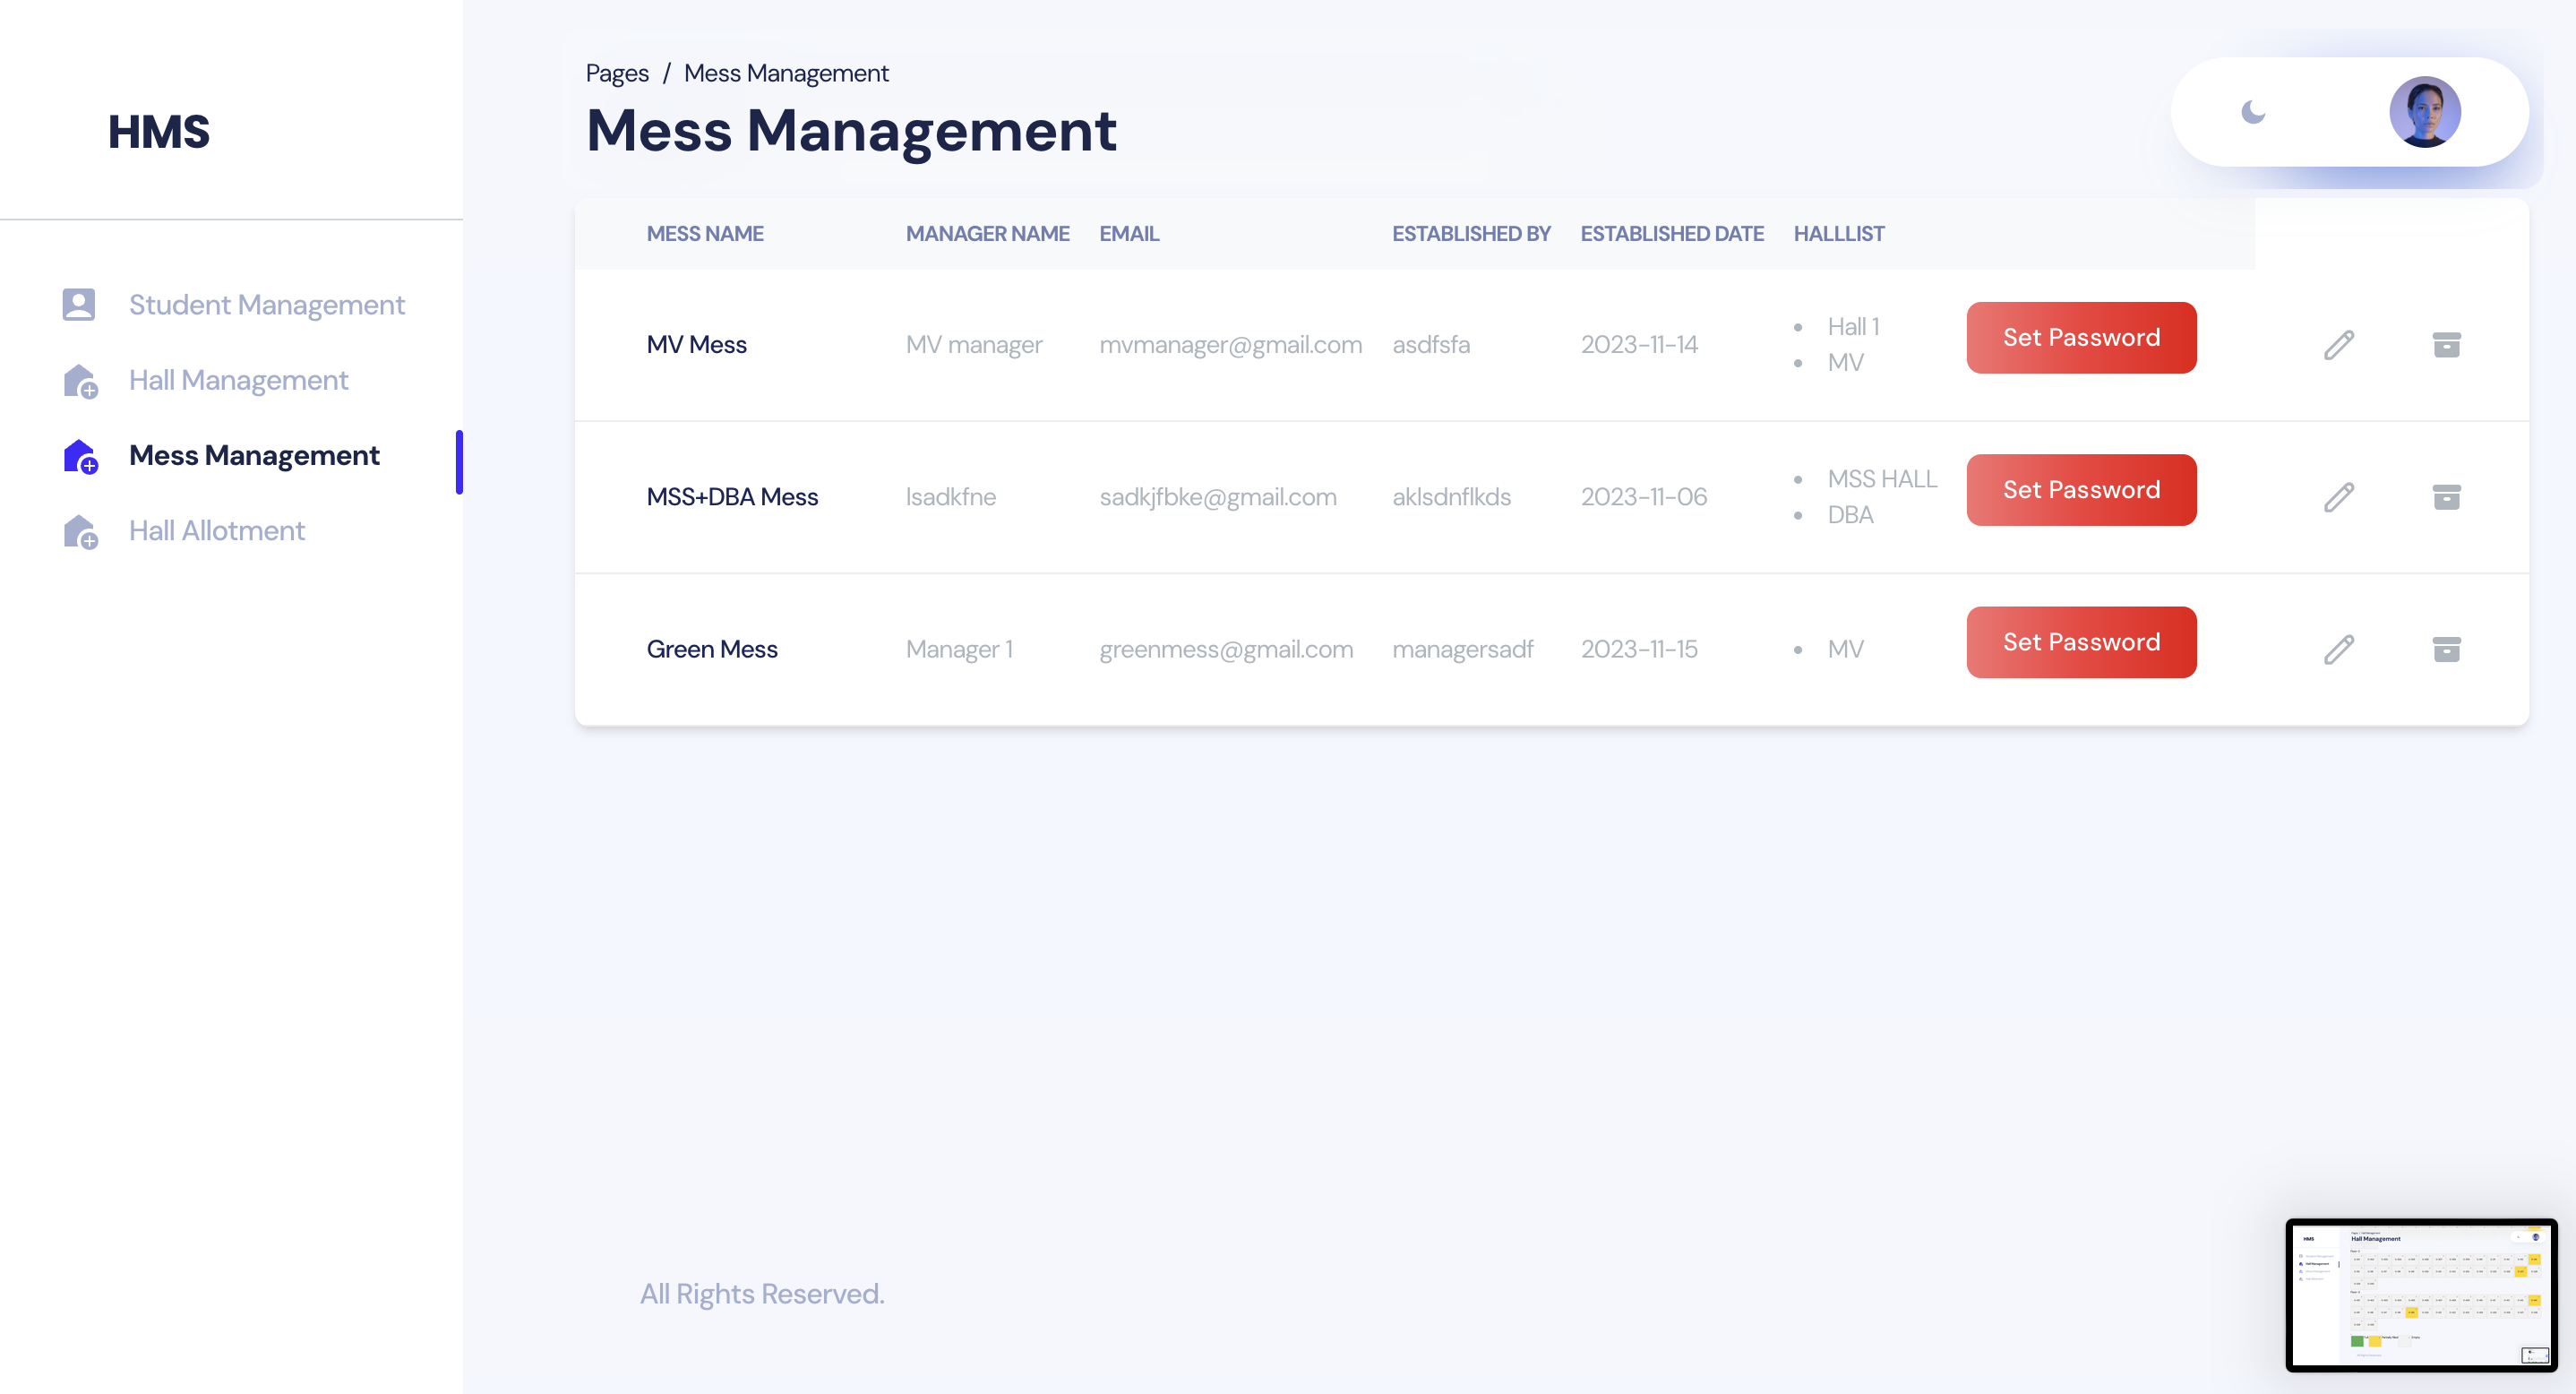 HMS
Student Management
Hall Management
Mess Management
Hall Allotment
Pages / Mess Management
Mess Management
MESS NAME MANAGER NAME EMAIL ESTABLISHED BY ESTABLISHED DATE HALLLIST
MV Mess MV manager mvmanager@gmail.com asdfsfa 2023-11-14 • Hall 1 Set Password
• MV
MSS+DBA Mess lsadkfne sadkjfbke@gmail.com aklsdnflkds 2023-11-06 • MSS HALL Set Password
• DBA
Green Mess Manager 1 greenmess@gmail.com managersadf 2023-11-15 • MV Set Password
All Rights Reserved.
HMS
Hall Management